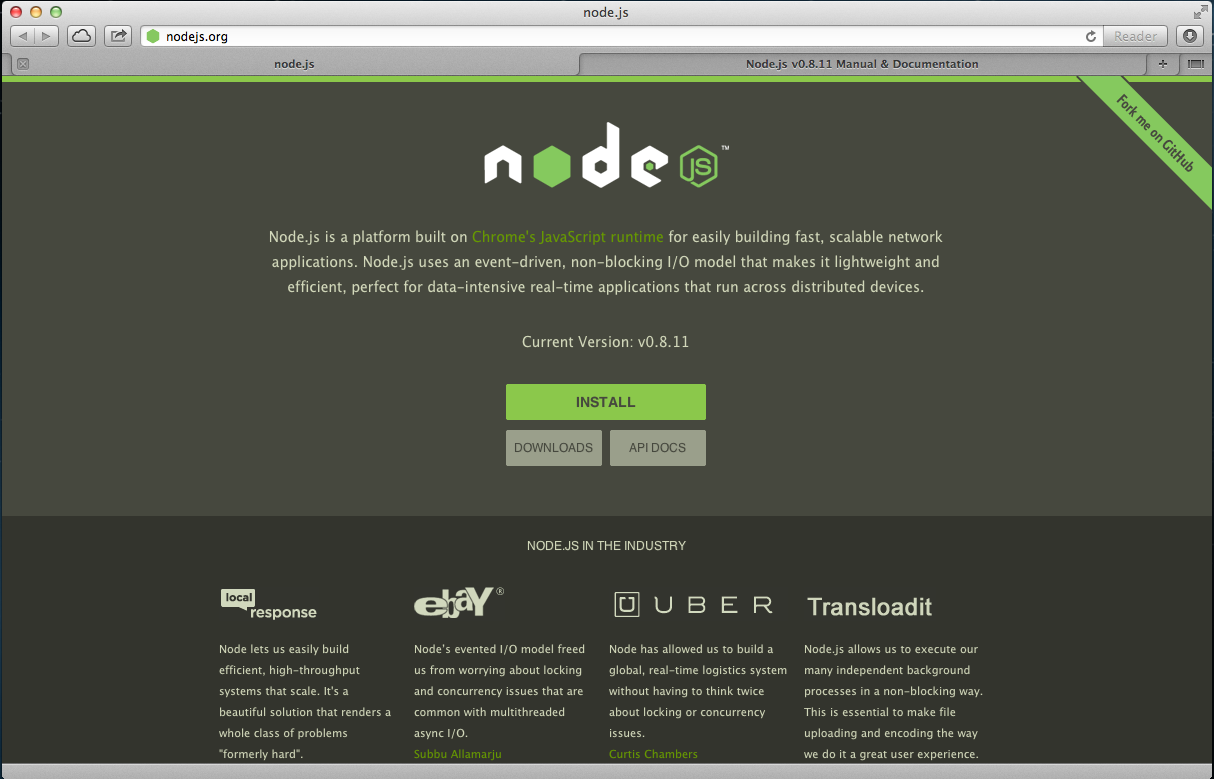 node.js
nodejs.org
Reader
node.js
Node.js v0.8.11 Manual & Documentation
Fork me on GitHub
node JS™
Node.js is a platform built on Chrome's JavaScript runtime for easily building fast, scalable network
applications. Node.js uses an event-driven, non-blocking I/O model that makes it lightweight and
efficient, perfect for data-intensive real-time applications that run across distributed devices.
Current Version: v0.8.11
INSTALL
DOWNLOADS
API DOCS
NODE.JS IN THE INDUSTRY
local
response
Node lets us easily build
efficient, high-throughput
systems that scale. It's a
beautiful solution that renders a
whole class of problems
"formerly hard".
ebaY®
Node's evented I/O model freed
us from worrying about locking
and concurrency issues that are
common with multithreaded
async I/O.
Subbu Allamarju
U UBER
Node has allowed us to build a
global, real-time logistics system
without having to think twice
about locking or concurrency
issues.
Curtis Chambers
Transloadit
Node.js allows us to execute our
many independent background
processes in a non-blocking way.
This is essential to make file
uploading and encoding the way
we do it a great user experience.